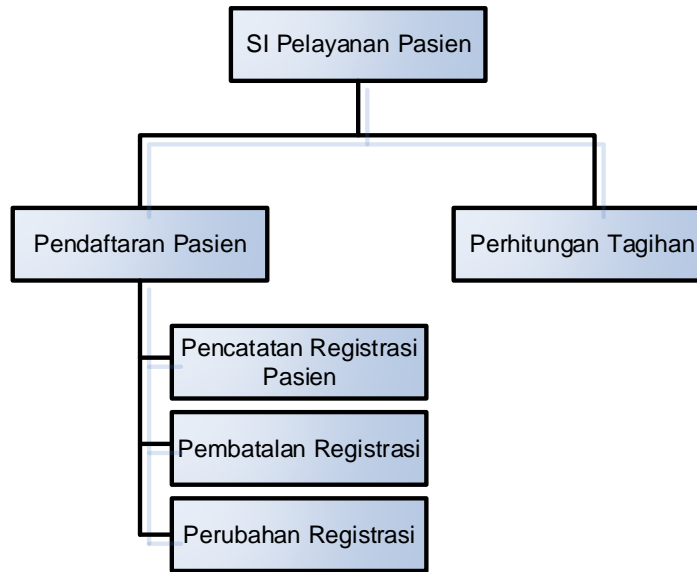 SI Pelayanan Pasien
Pendaftaran Pasien
Perhitungan Tagihan
Pencatatan Registrasi
Pasien
Pembatalan Registrasi
Perubahan Registrasi